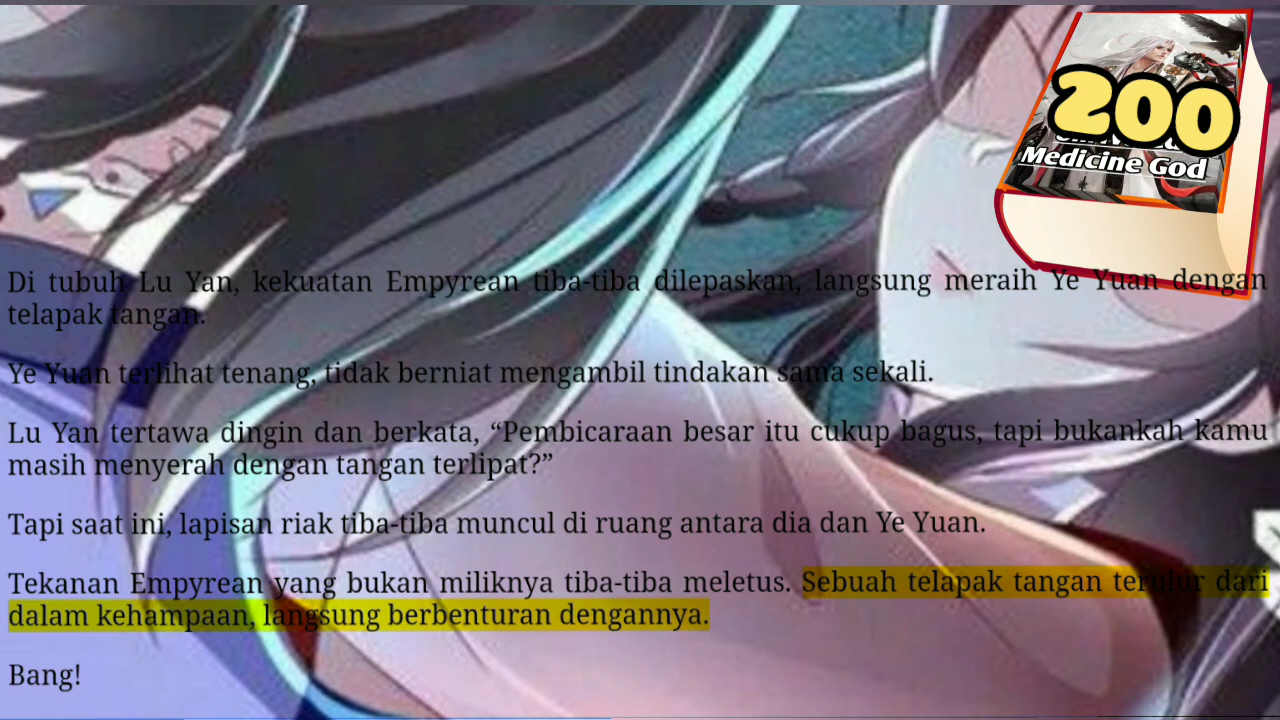 200
Medicine God
Di tubuh Lu Yan, kekuatan Empyrean tiba-tiba dilepaskan, langsung meraih Ye Yuan dengan
telapak tangan.
Ye Yuan terlihat tenang, tidak berniat mengambil tindakan sama sekali.
Lu Yan tertawa dingin dan berkata, “Pembicaraan besar itu cukup bagus, tapi bukankah kamu
masih menyerah dengan tangan terlipat?”
Tapi saat ini, lapisan riak tiba-tiba muncul di ruang antara dia dan Ye Yuan.
Tekanan Empyrean yang bukan miliknya tiba-tiba meletus. Sebuah telapak tangan terulur dari
dalam kehampaan, langsung berbenturan dengannya.
Bang!